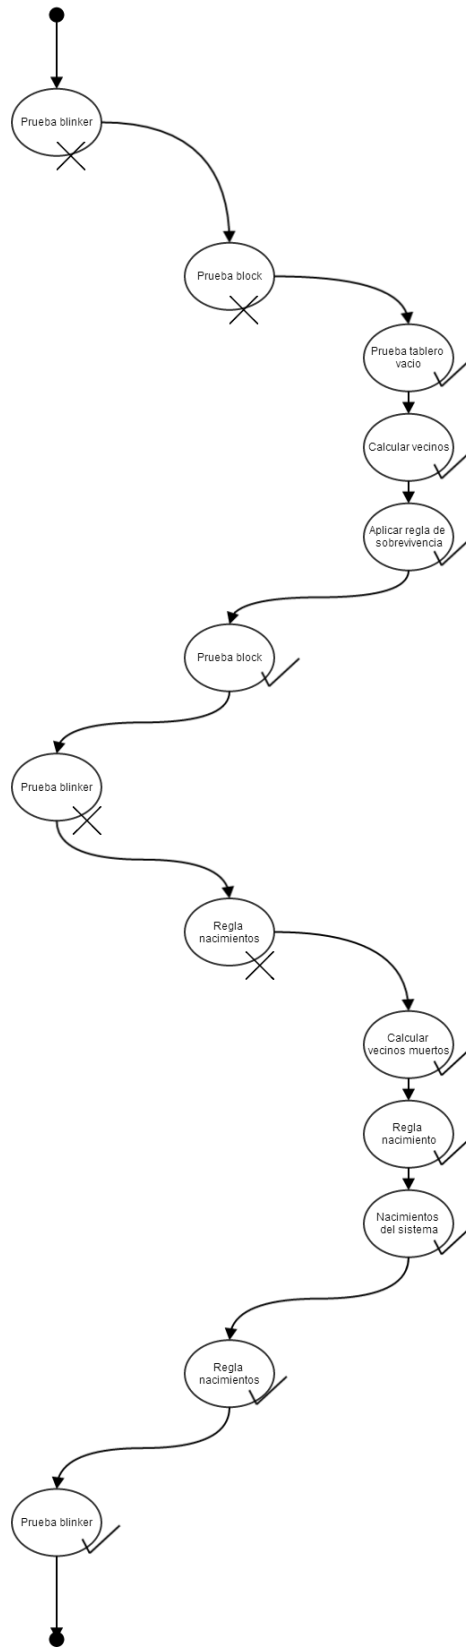 Prueba blinker
Prueba block
Prueba tablero
vacio
Calcular vecinos
Aplicar regla de
sobrevivencia
Prueba block
Prueba blinker
Regla
nacimientos
Calcular
vecinos muertos
Regla
nacimiento
Nacimientos
del sistema
Regla
nacimientos
Prueba blinker